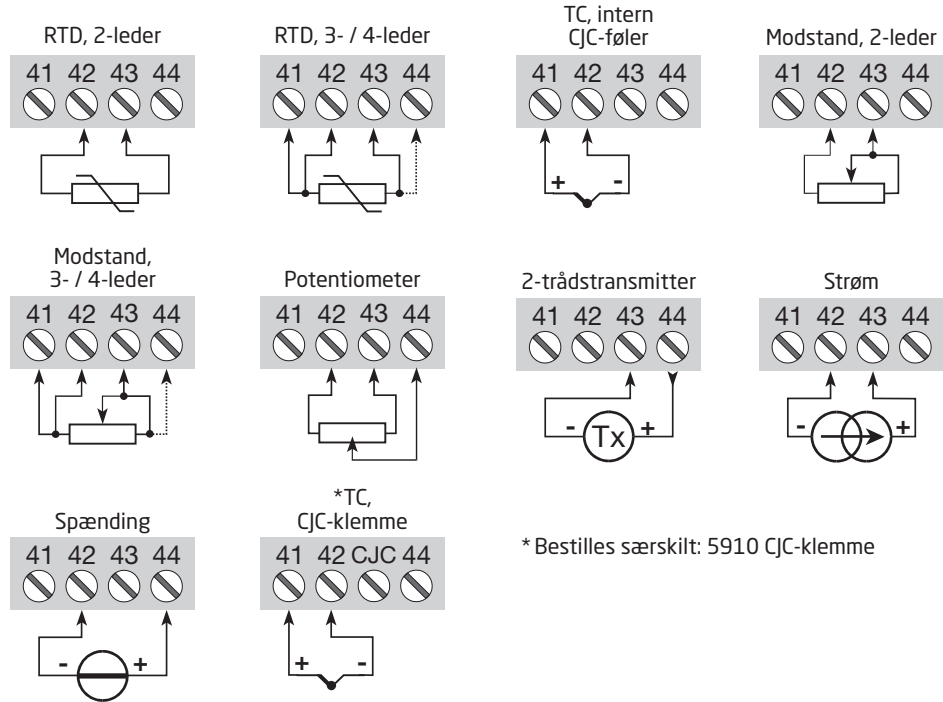 RTD, 2-leder
41 42 43 44
RTD, 3- / 4-leder
41 42 43 44
TC, intern
CJC-føler
41 42 43 44
+ -
Modstand, 2-leder
41 42 43 44
Modstand,
3- / 4-leder
41 42 43 44
Potentiometer
41 42 43 44
2-trådstransmitter
41 42 43 44
- Tx +
Strøm
41 42 43 44
- +
Spænding
41 42 43 44
- +
*TC,
CJC-klemme
41 42 CJC 44
+ -
* Bestilles særskilt: 5910 CJC-klemme